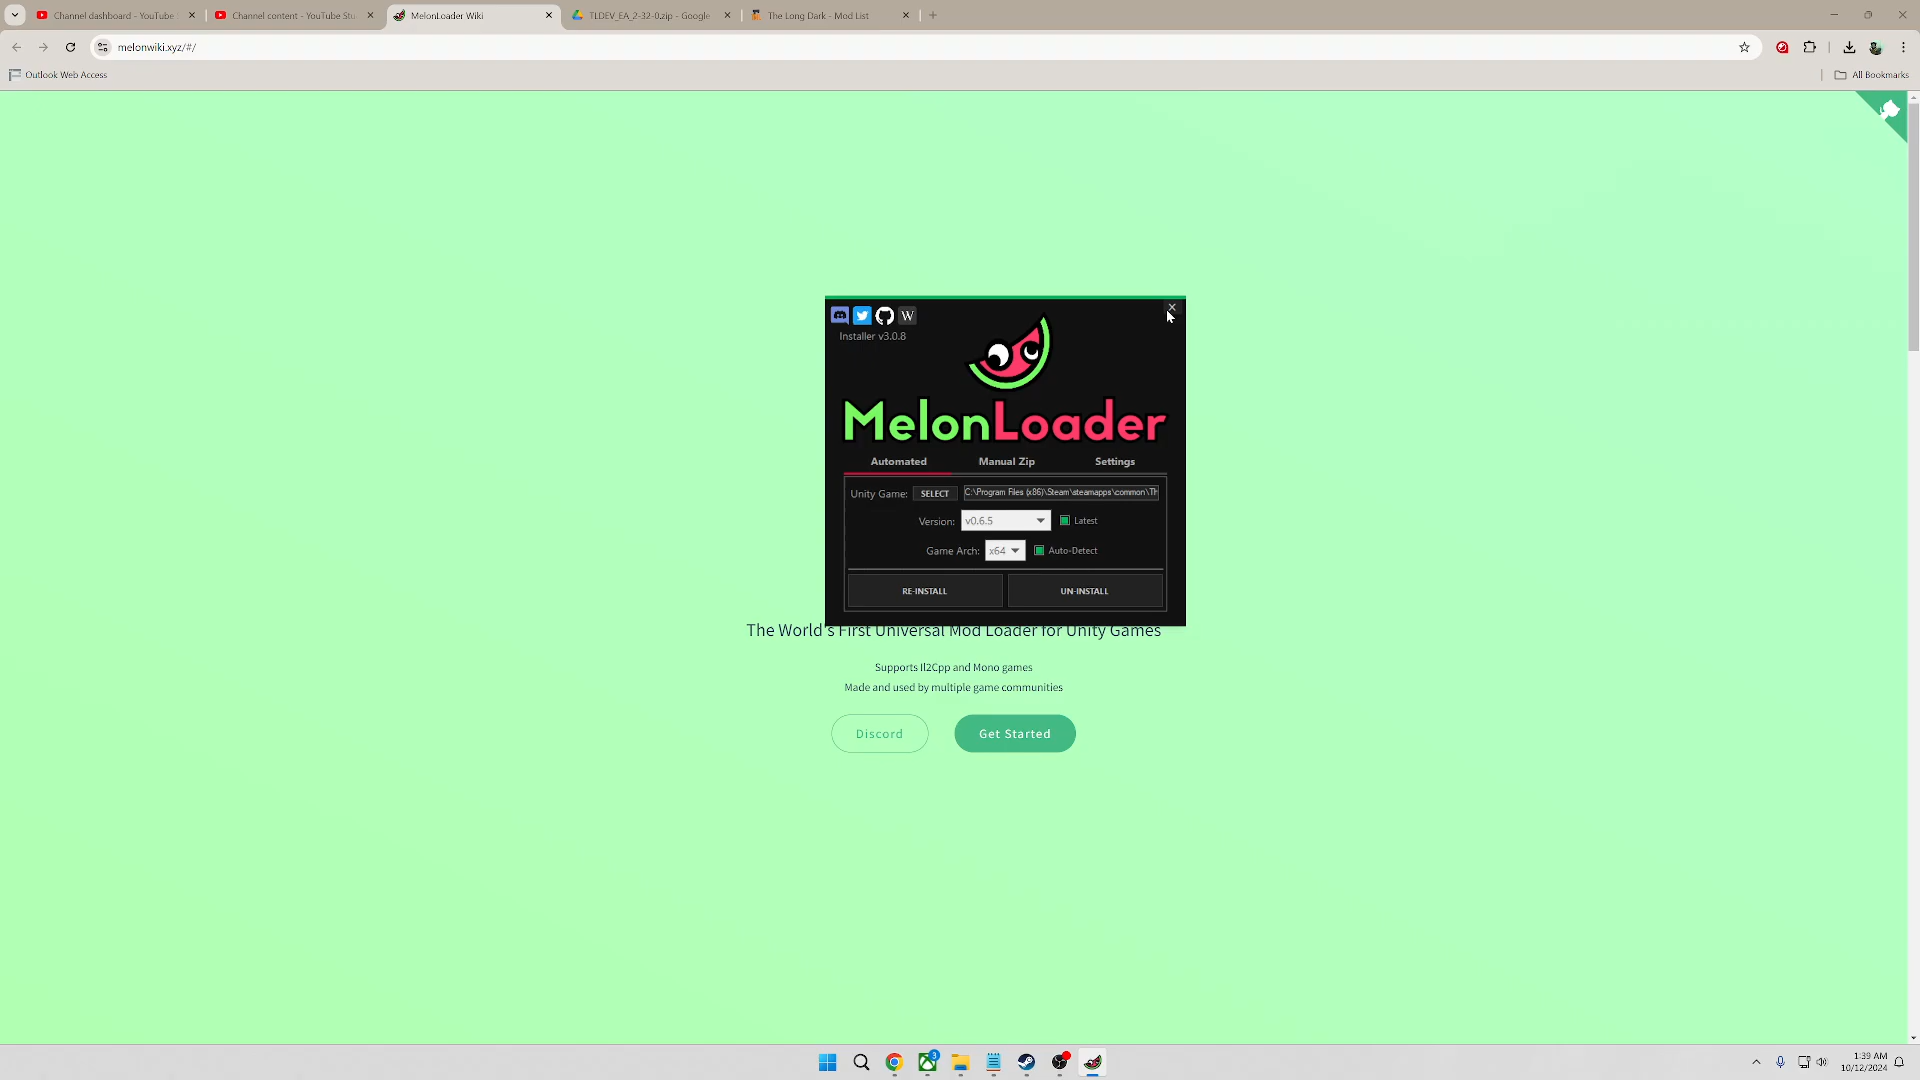 Channel dashboard - YouTube
Channel content - YouTube Stu
MelonLoader Wiki
TLDEV_EA_2-32-0.zip - Google
The Long Dark - Mod List
melonwiki.xyz/#/
Outlook Web Access
All Bookmarks
W
Installer v3.0.8
MelonLoader
Automated
Manual Zip
Settings
Unity Game:
SELECT
C:\Program Files (x86)\Steam\steamapps\common\Th
Version:
v0.6.5
Latest
Game Arch:
x64
Auto-Detect
RE-INSTALL
UN-INSTALL
The World's First Universal Mod Loader for Unity Games
Supports Il2Cpp and Mono games
Made and used by multiple game communities
Discord
Get Started
3
1:39 AM
10/12/2024